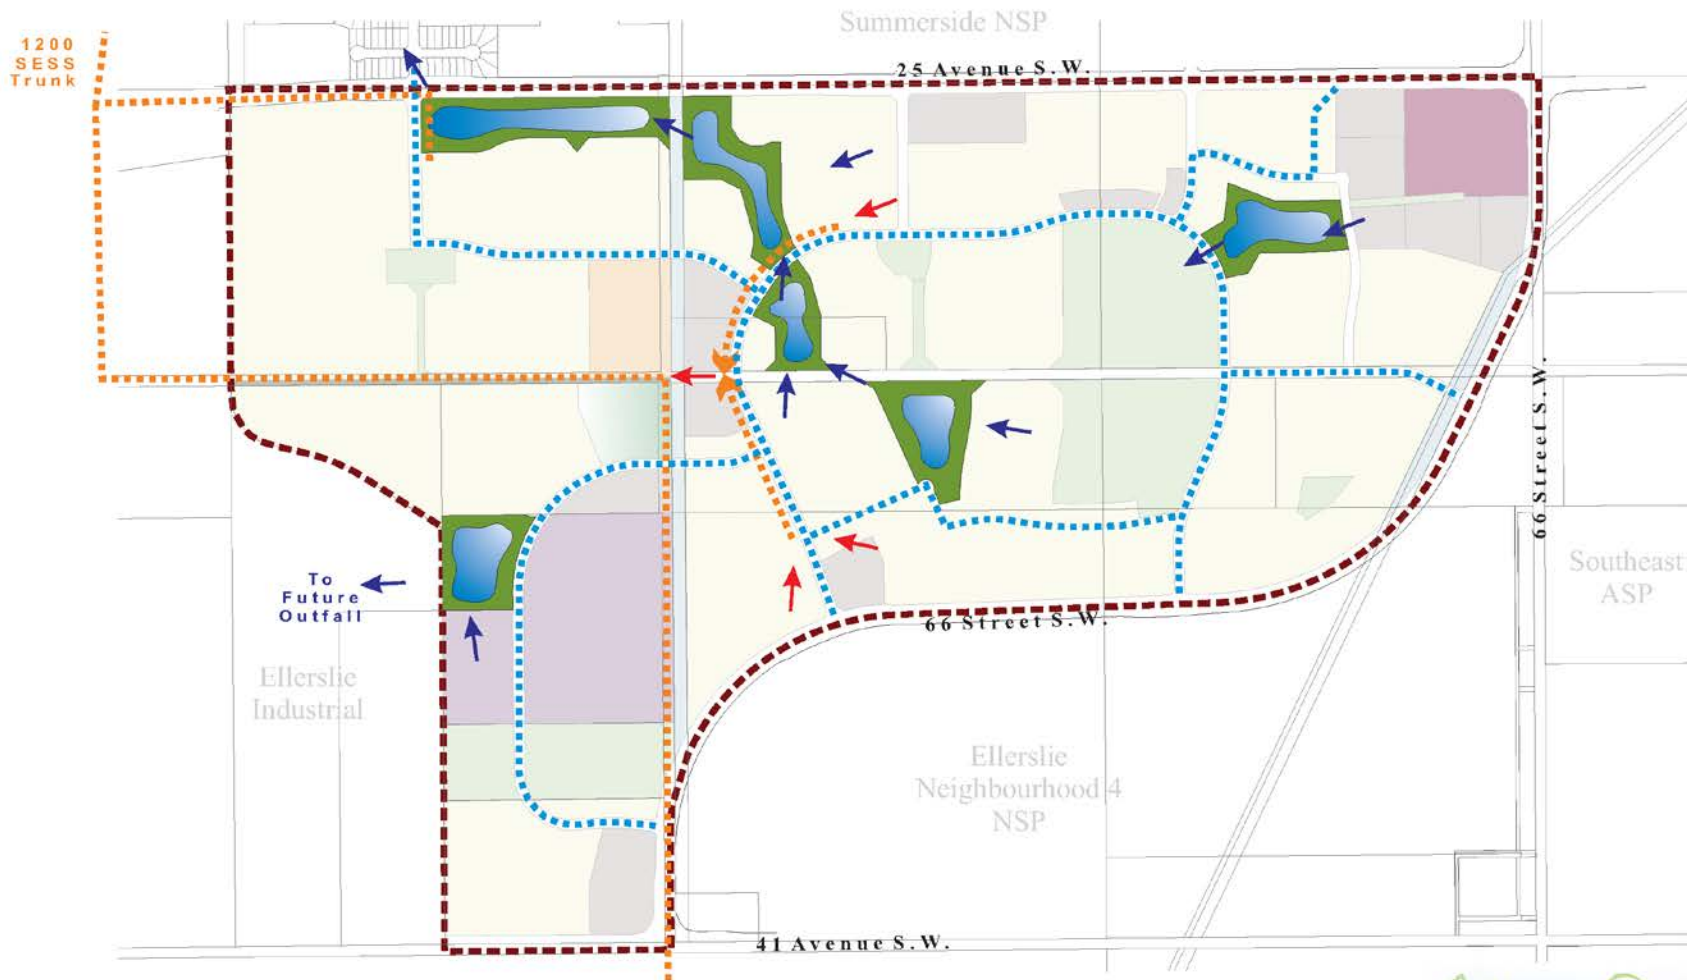 Summerside NSP
1200
SESS
Trunk
25 Avenue S.W.
66 Street S.W.
Southeast
ASP
To
Future
Outfall
66 Street S.W.
Ellerslie
Industrial
Ellerslie
Neighbourhood 4
NSP
41 Avenue S.W.